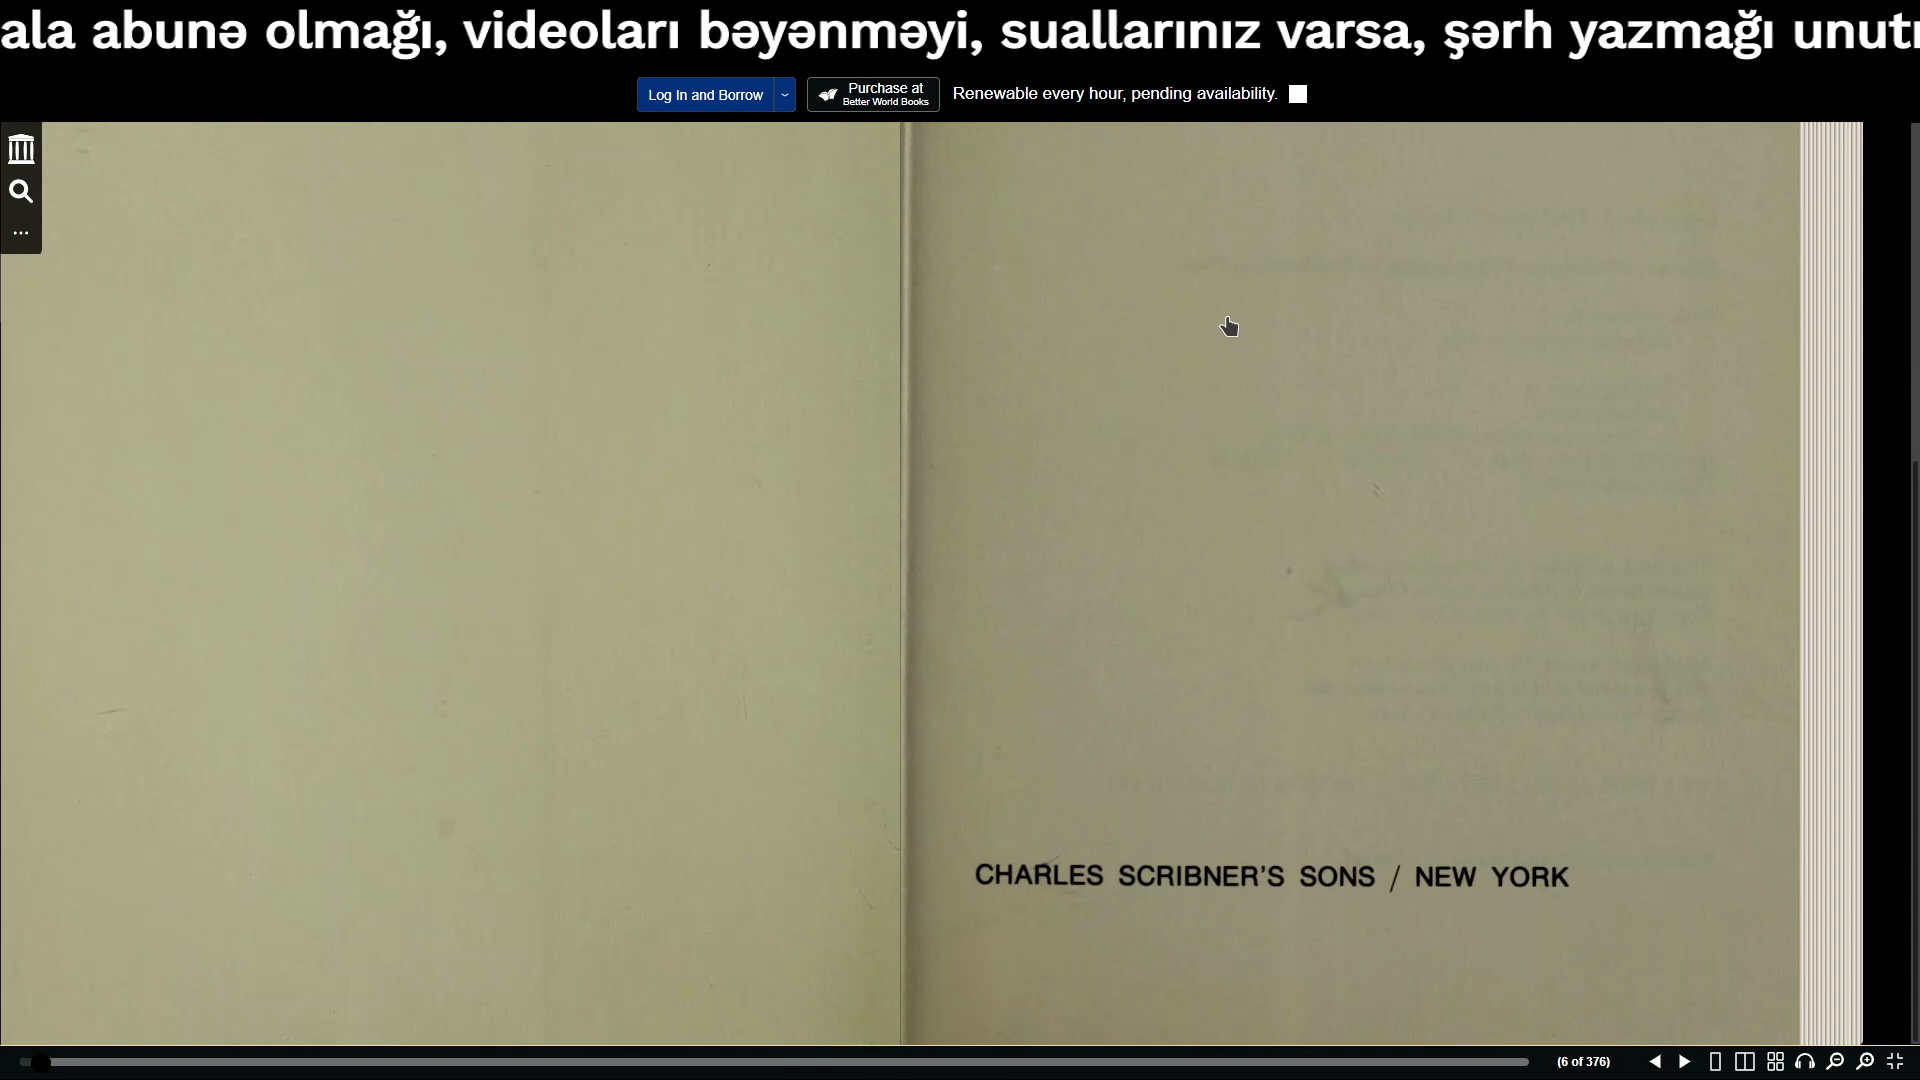 ala abunə olmağı, videoları bəyənməyi, suallarınız varsa, şərh yazmağı unut
Log In and Borrow
Purchase at
Better World Books
Renewable every hour, pending availability.
CHARLES SCRIBNER'S SONS / NEW YORK
(6 of 376)